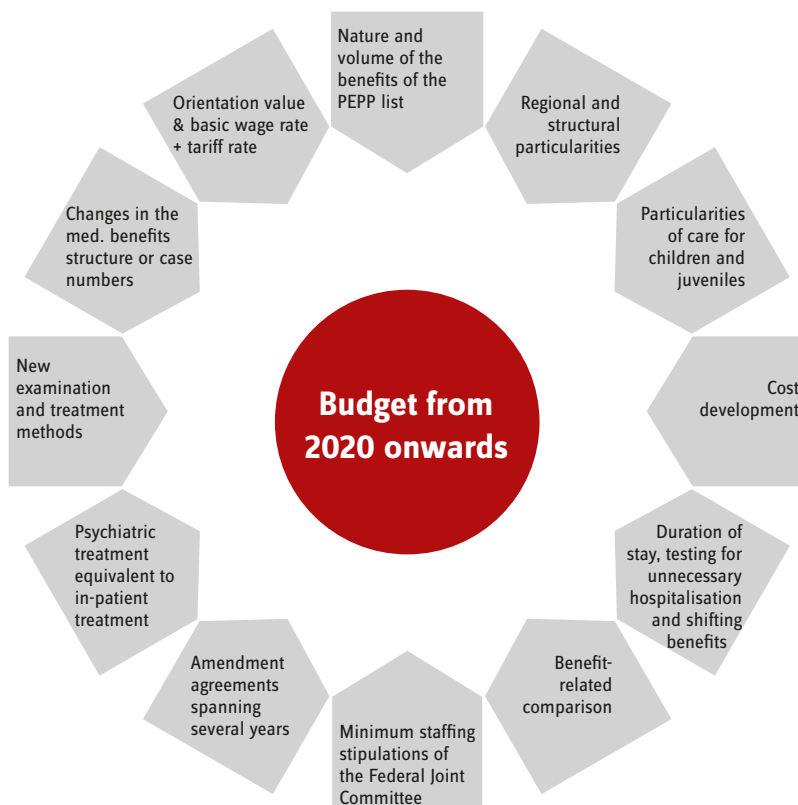 Nature and
volume of the
benefits of the
PEPP list
Regional and
structural
particularities
Particularities
of care for
children and
juveniles
Cost
development
Duration of
stay, testing for
unnecessary
hospitalisation
and shifting
benefits
Benefit-
related
comparison
Minimum staffing
stipulations of
the Federal Joint
Committee
Amendment
agreements
spanning
several years
Psychiatric
treatment
equivalent to
in-patient
treatment
New
examination
and treatment
methods
Changes in the
med. benefits
structure or case
numbers
Orientation value
& basic wage rate
+ tariff rate
Budget from
2020 onwards